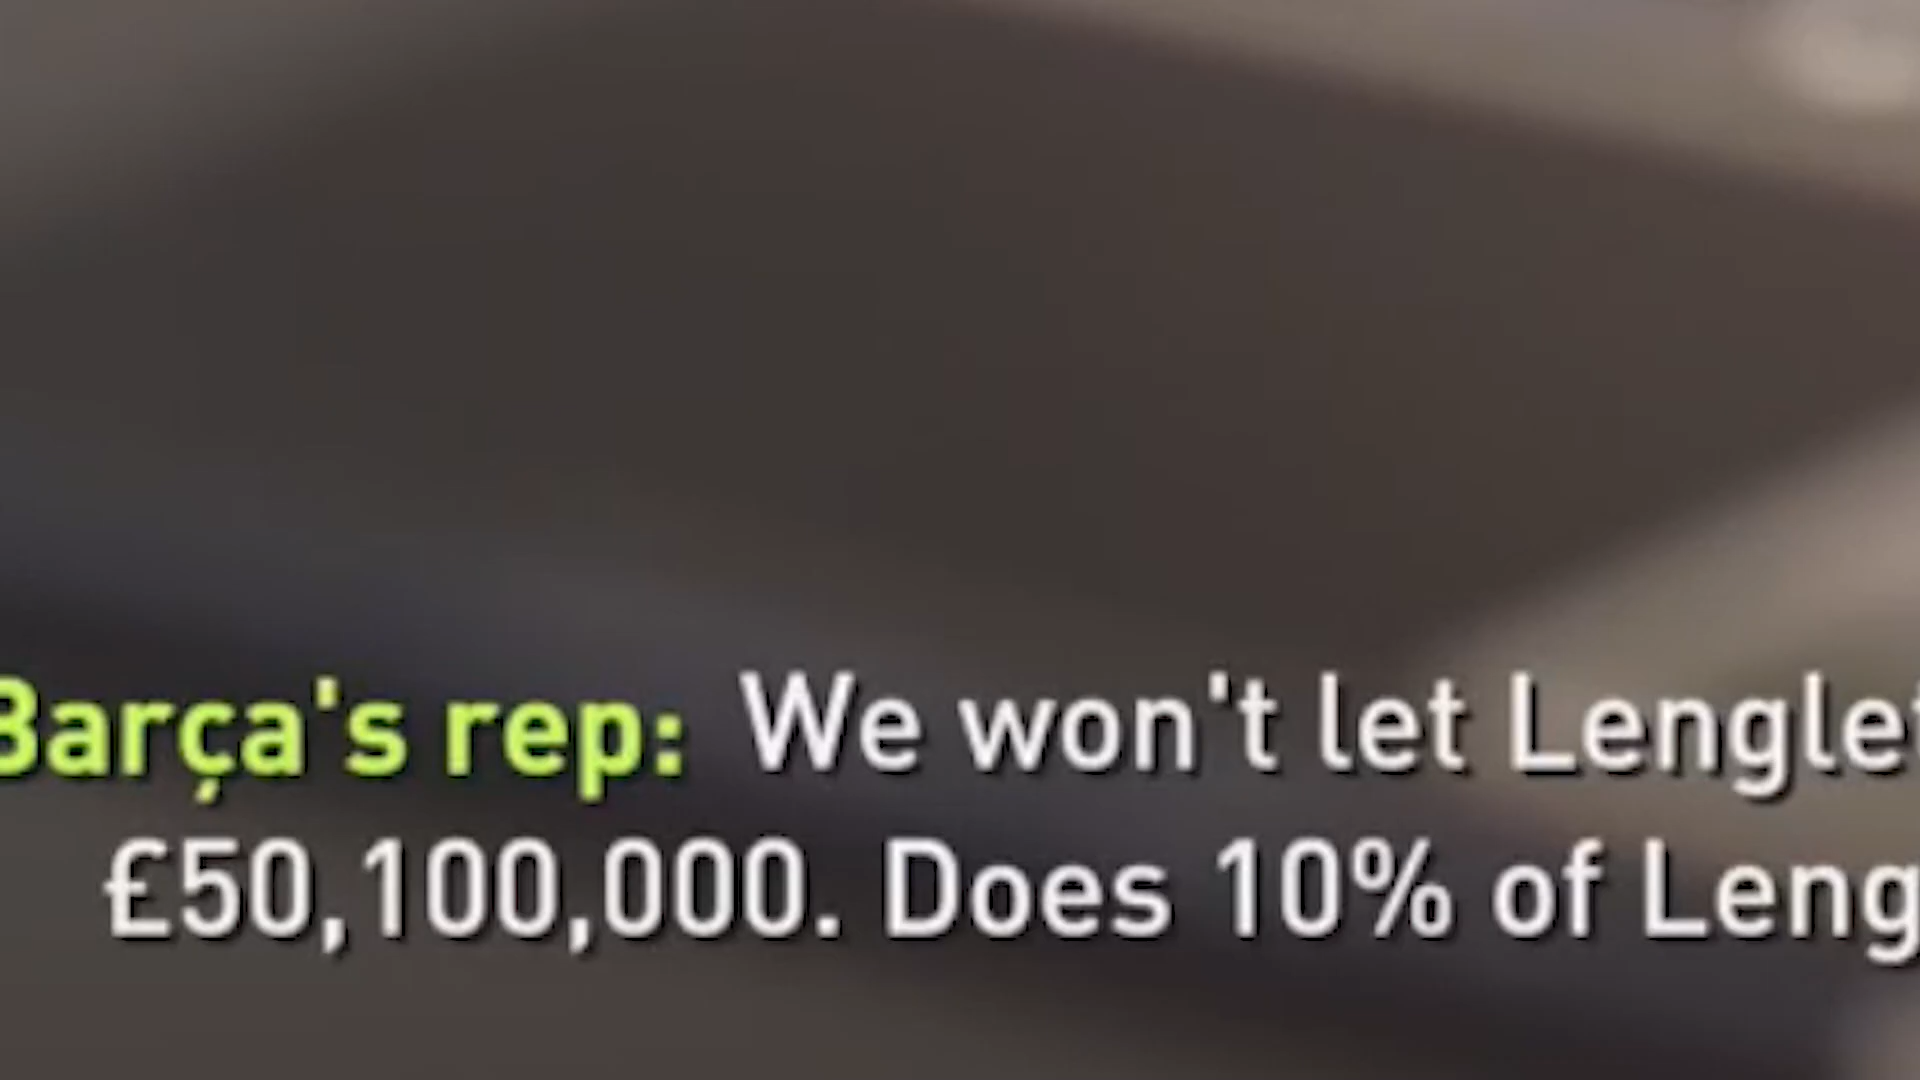 Barça's rep: We won't let Lenglet
£50,100,000. Does 10% of Leng